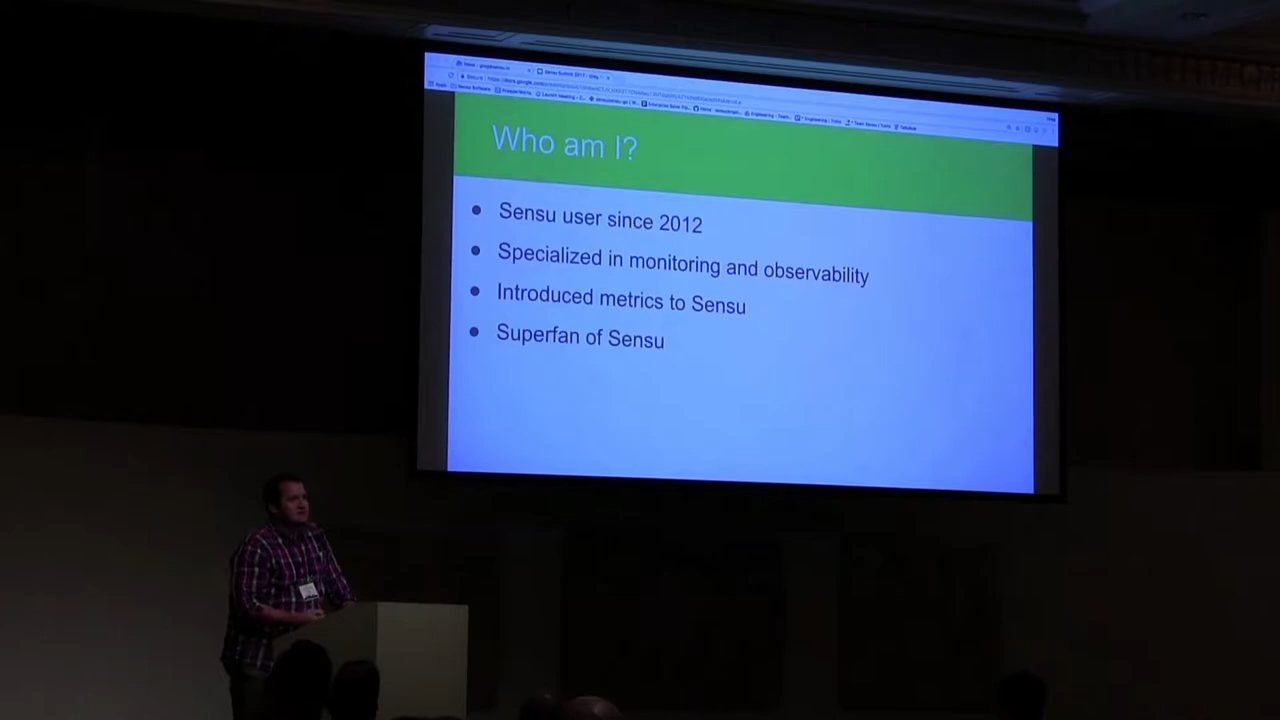 Who am I?
Sensu user since 2012
Specialized in monitoring and observability
Introduced metrics to Sensu
Superfan of Sensu